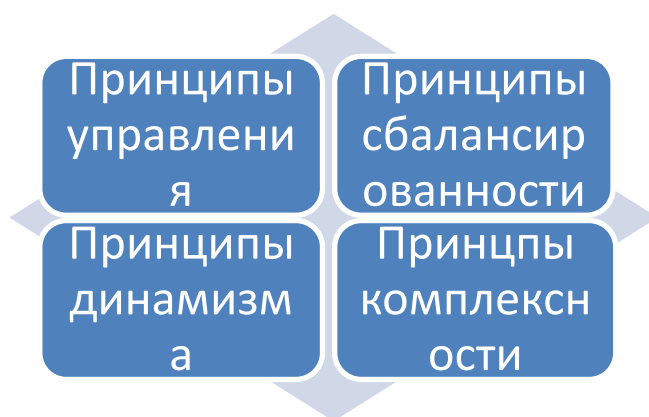 Принципы
управлени
я
Принципы
сбалансир
ованности
Принципы
динамизм
а
Принцпы
комплексн
ости